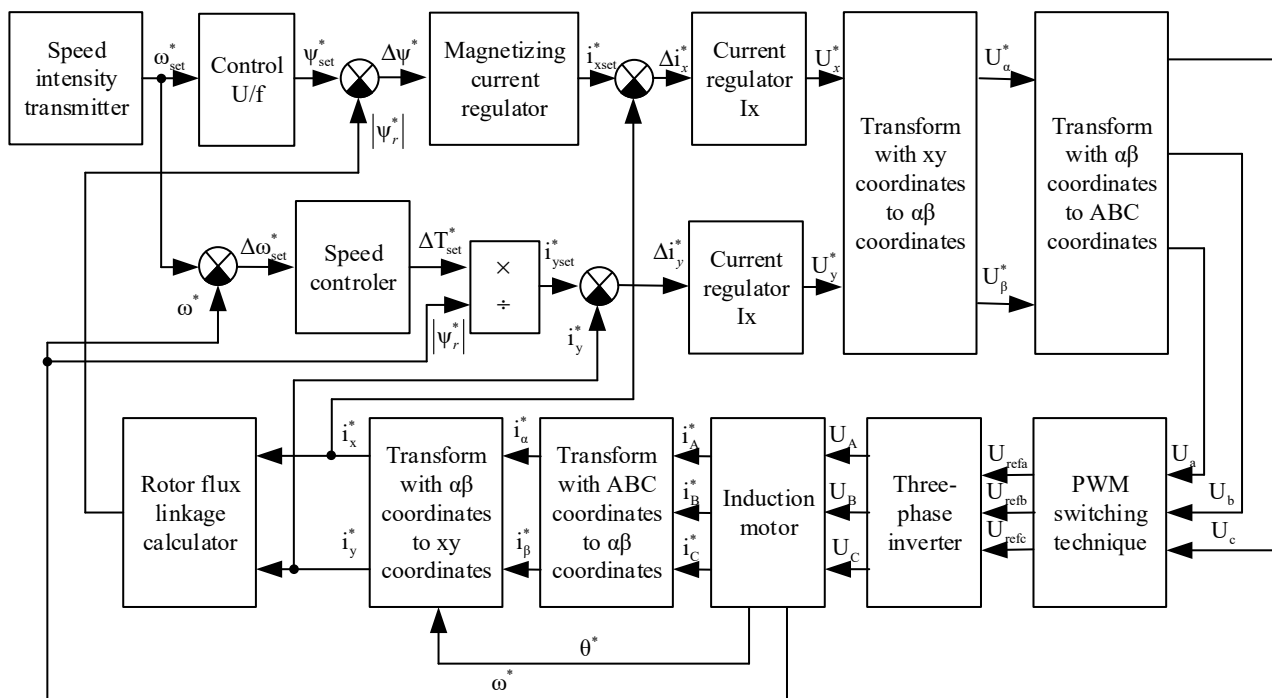 Speed
intensity
transmitter
ω*set
Control
U/f
ψ*set
Δψ*
|ψ*r|
Magnetizing
current
regulator
i*xset
Δi*x
Current
regulator
Ix
U*x
Transform
with xy
coordinates
to αβ
coordinates
U*α
U*β
Transform
with αβ
coordinates
to ABC
coordinates
Δω*set
ω*
Speed
controler
ΔT*set
×
÷
|ψ*r|
i*yset
i*y
Δi*y
Current
regulator
Ix
U*y
Rotor flux
linkage
calculator
i*x
i*y
Transform
with αβ
coordinates
to xy
coordinates
i*α
i*β
Transform
with ABC
coordinates
to αβ
coordinates
i*A
i*B
i*C
Induction
motor
UA
UB
UC
Three-
phase
inverter
Urefa
Urefb
Urefc
PWM
switching
technique
Ua
Ub
Uc
θ*
ω*